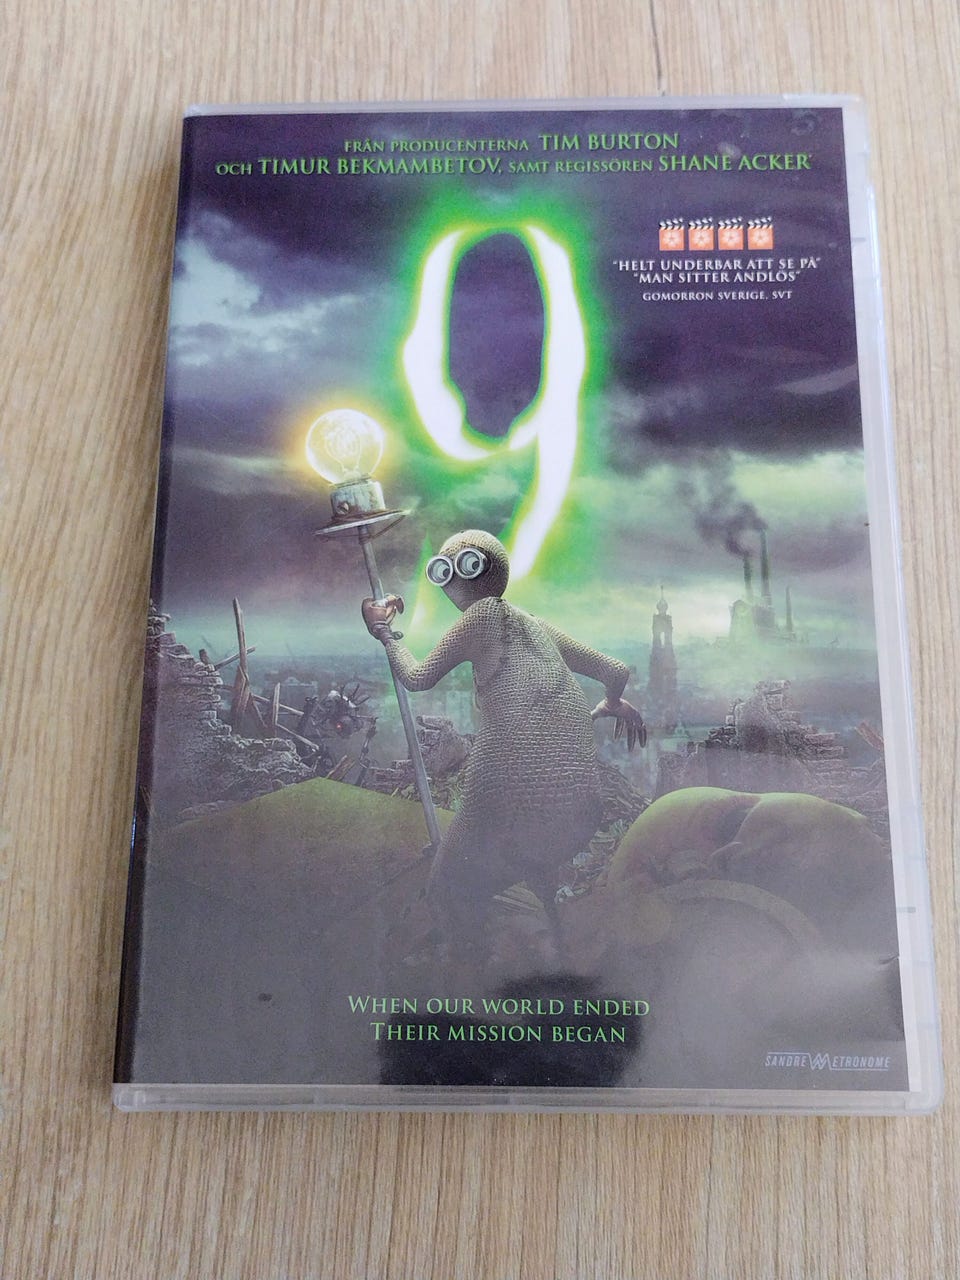 FRÅN PRODUCENTERNA TIM BURTON
OCH TIMUR BEKMAMBETOV, SAMT REGISSÖREN SHANE ACKER
9
"HELT UNDERBAR ATT SE PÅ"
"MAN SITTER ANDLÖS"
GOMORRON SVERIGE, SVT
WHEN OUR WORLD ENDED
THEIR MISSION BEGAN
SANDREW METRONOME